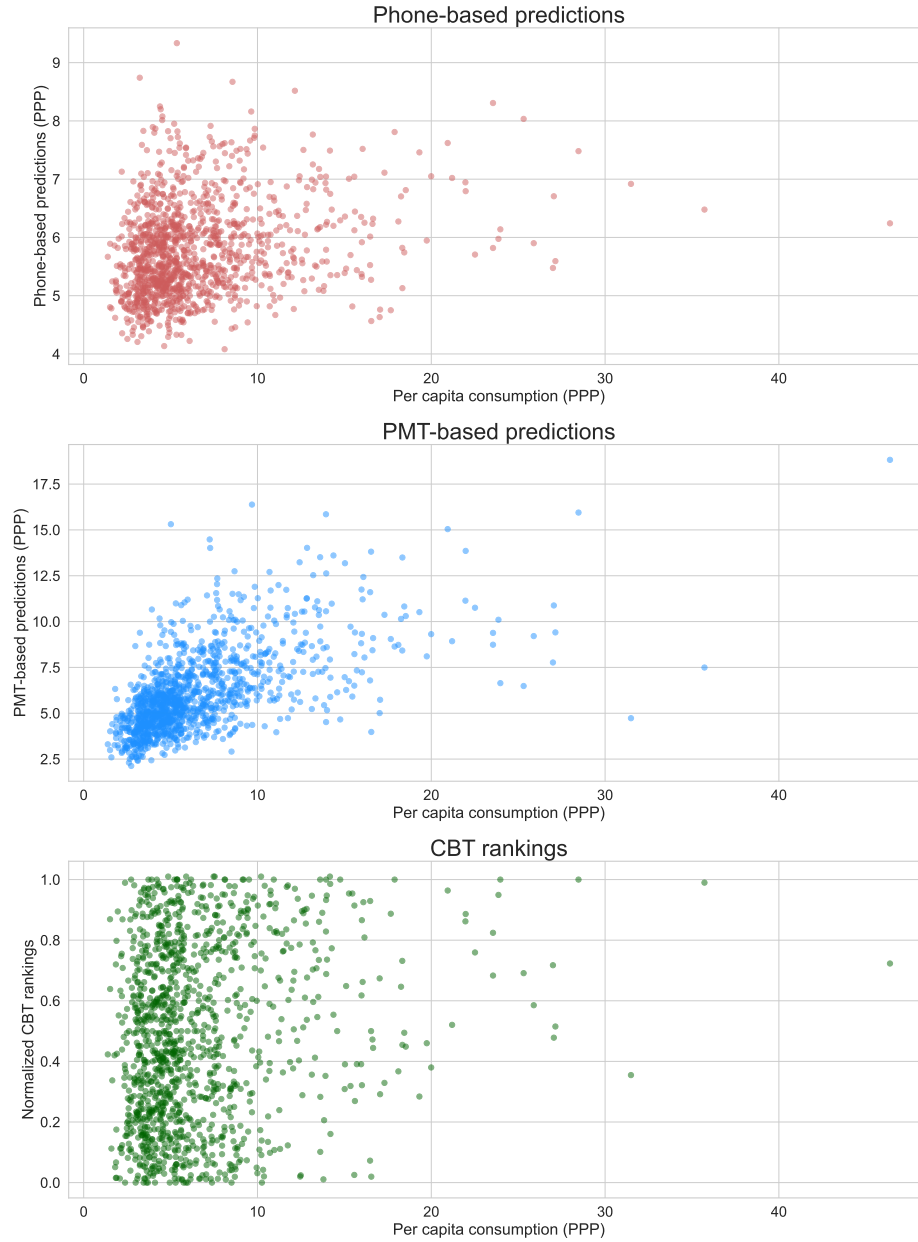 Phone-based predictions
9
8
7
6
5
4
Phone-based predictions (PPP)
0 10 20 30 40
Per capita consumption (PPP)
PMT-based predictions
17.5
15.0
12.5
10.0
7.5
5.0
2.5
PMT-based predictions (PPP)
0 10 20 30 40
Per capita consumption (PPP)
CBT rankings
1.0
0.8
0.6
0.4
0.2
0.0
Normalized CBT rankings
0 10 20 30 40
Per capita consumption (PPP)